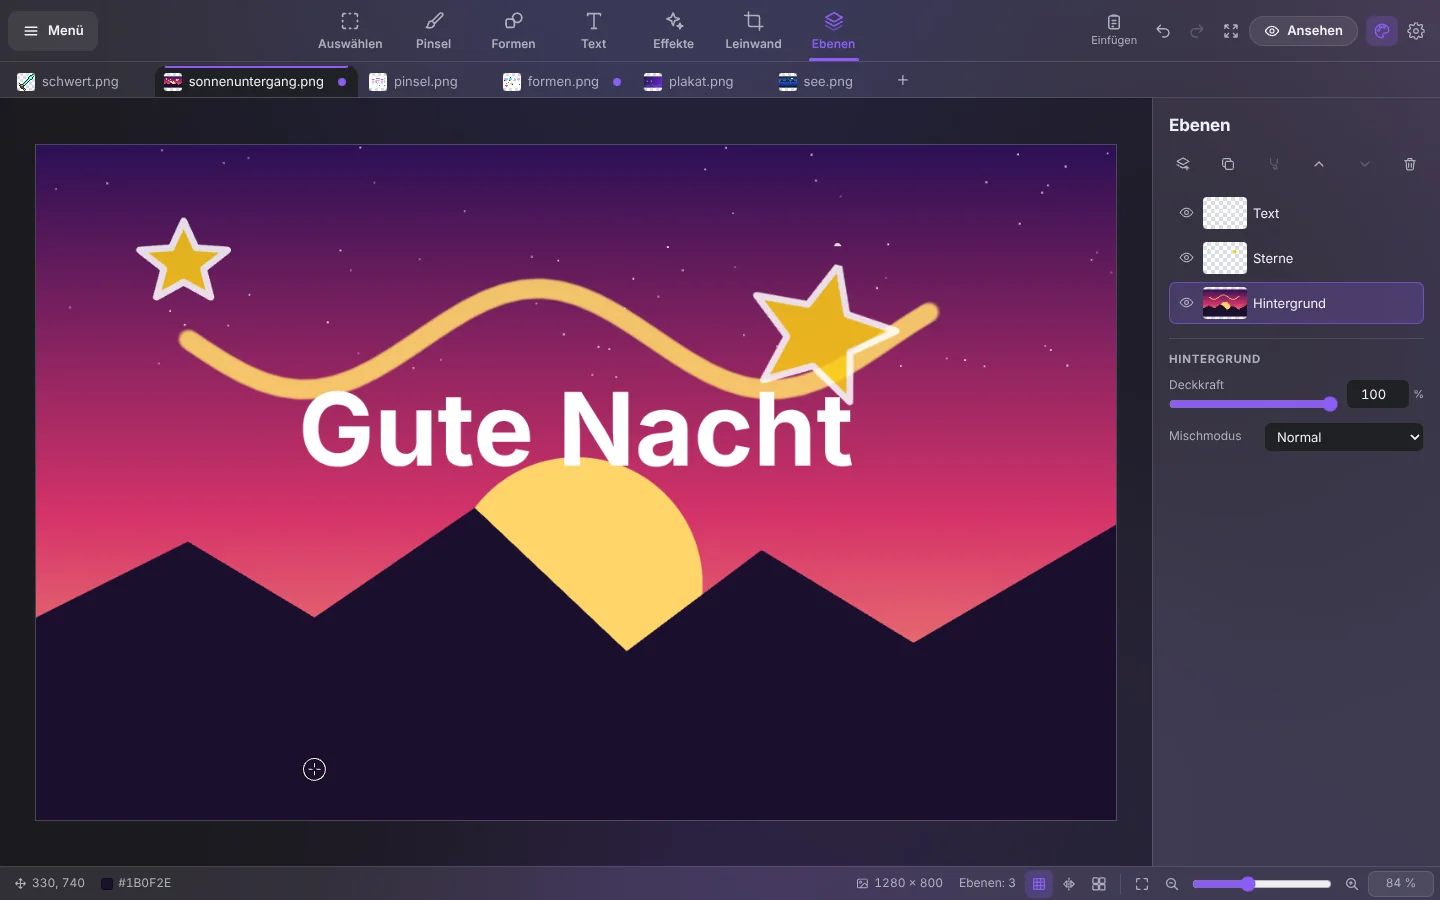 Menü
Auswählen
Pinsel
Formen
Text
Effekte
Leinwand
Ebenen
Einfügen
Ansehen
schwert.png
sonnenuntergang.png
pinsel.png
formen.png
plakat.png
see.png
+
Gute Nacht
Ebenen
Text
Sterne
Hintergrund
HINTERGRUND
Deckkraft
100 %
Mischmodus
Normal
330, 740
#1B0F2E
1280 × 800
Ebenen: 3
84 %